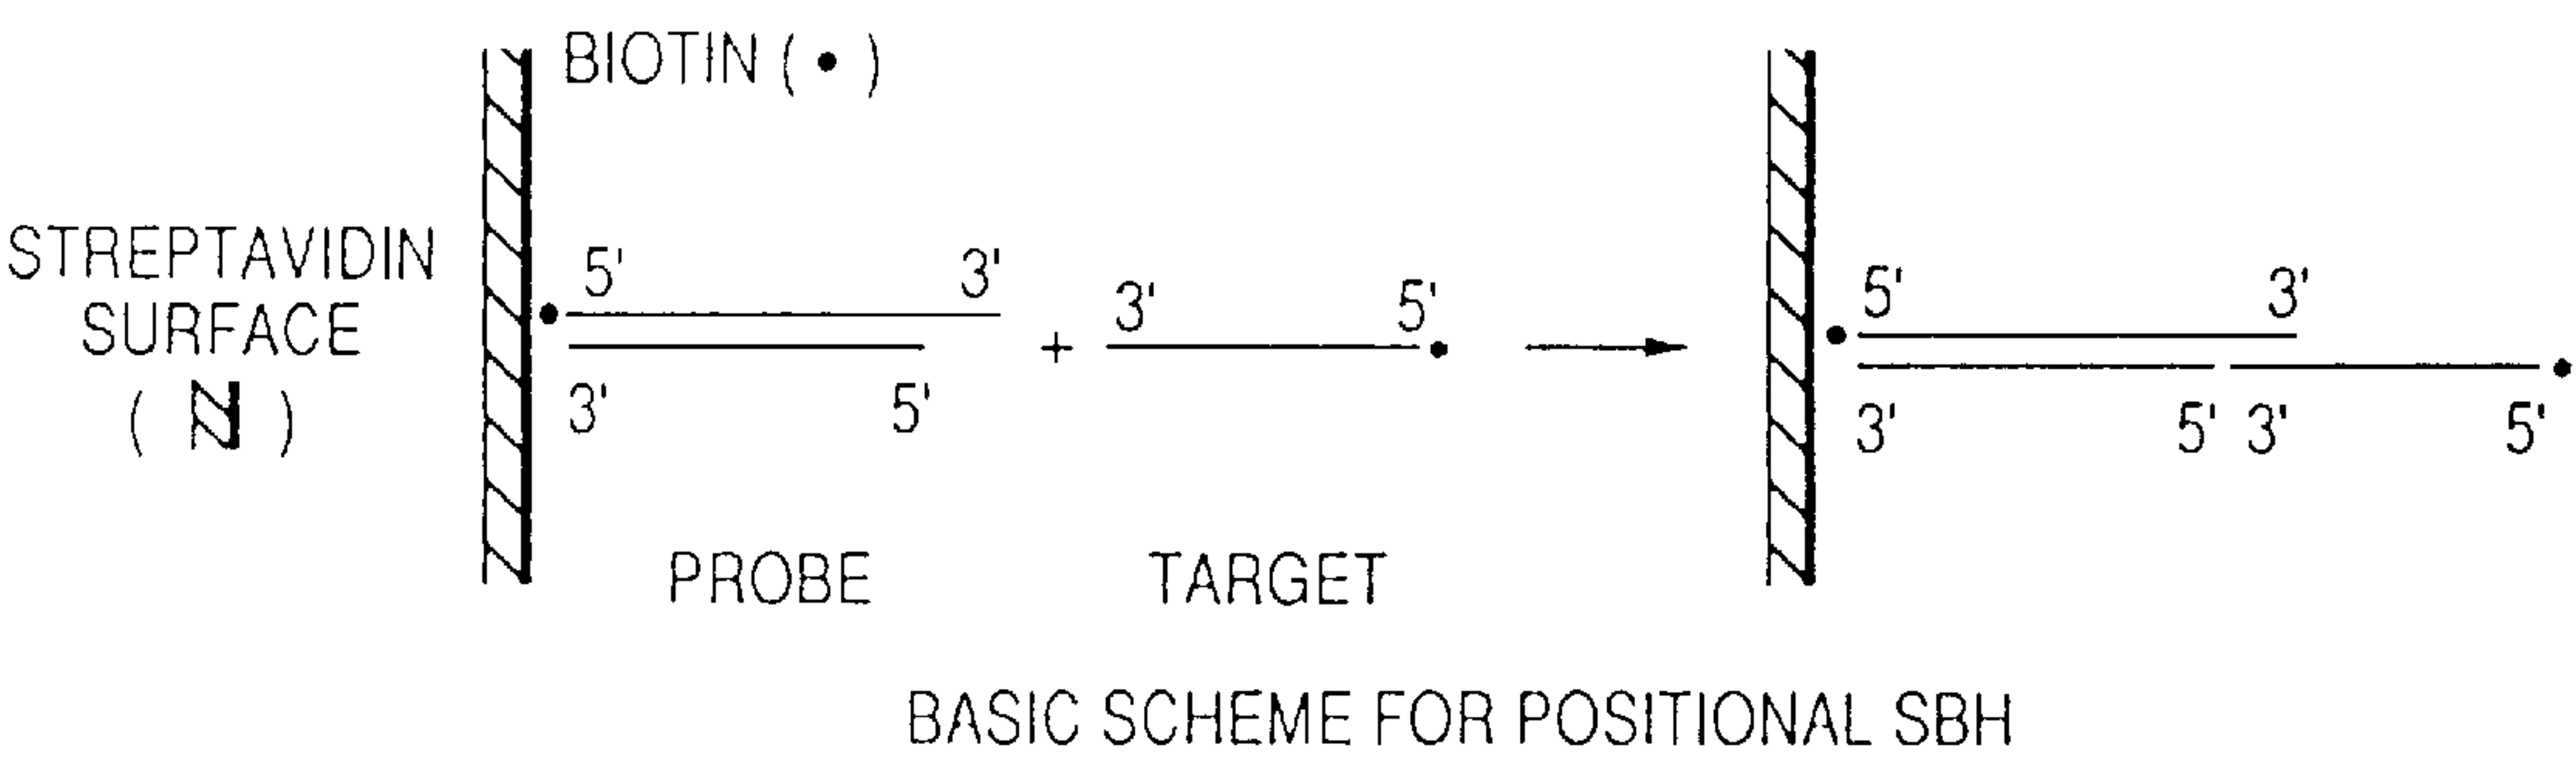 BIOTIN ( • )
STREPTAVIDIN
SURFACE
( )
5' 3'
3' 5'
+
3' 5'
5' 3'
3' 5' 3' 5'
PROBE
TARGET
BASIC SCHEME FOR POSITIONAL SBH